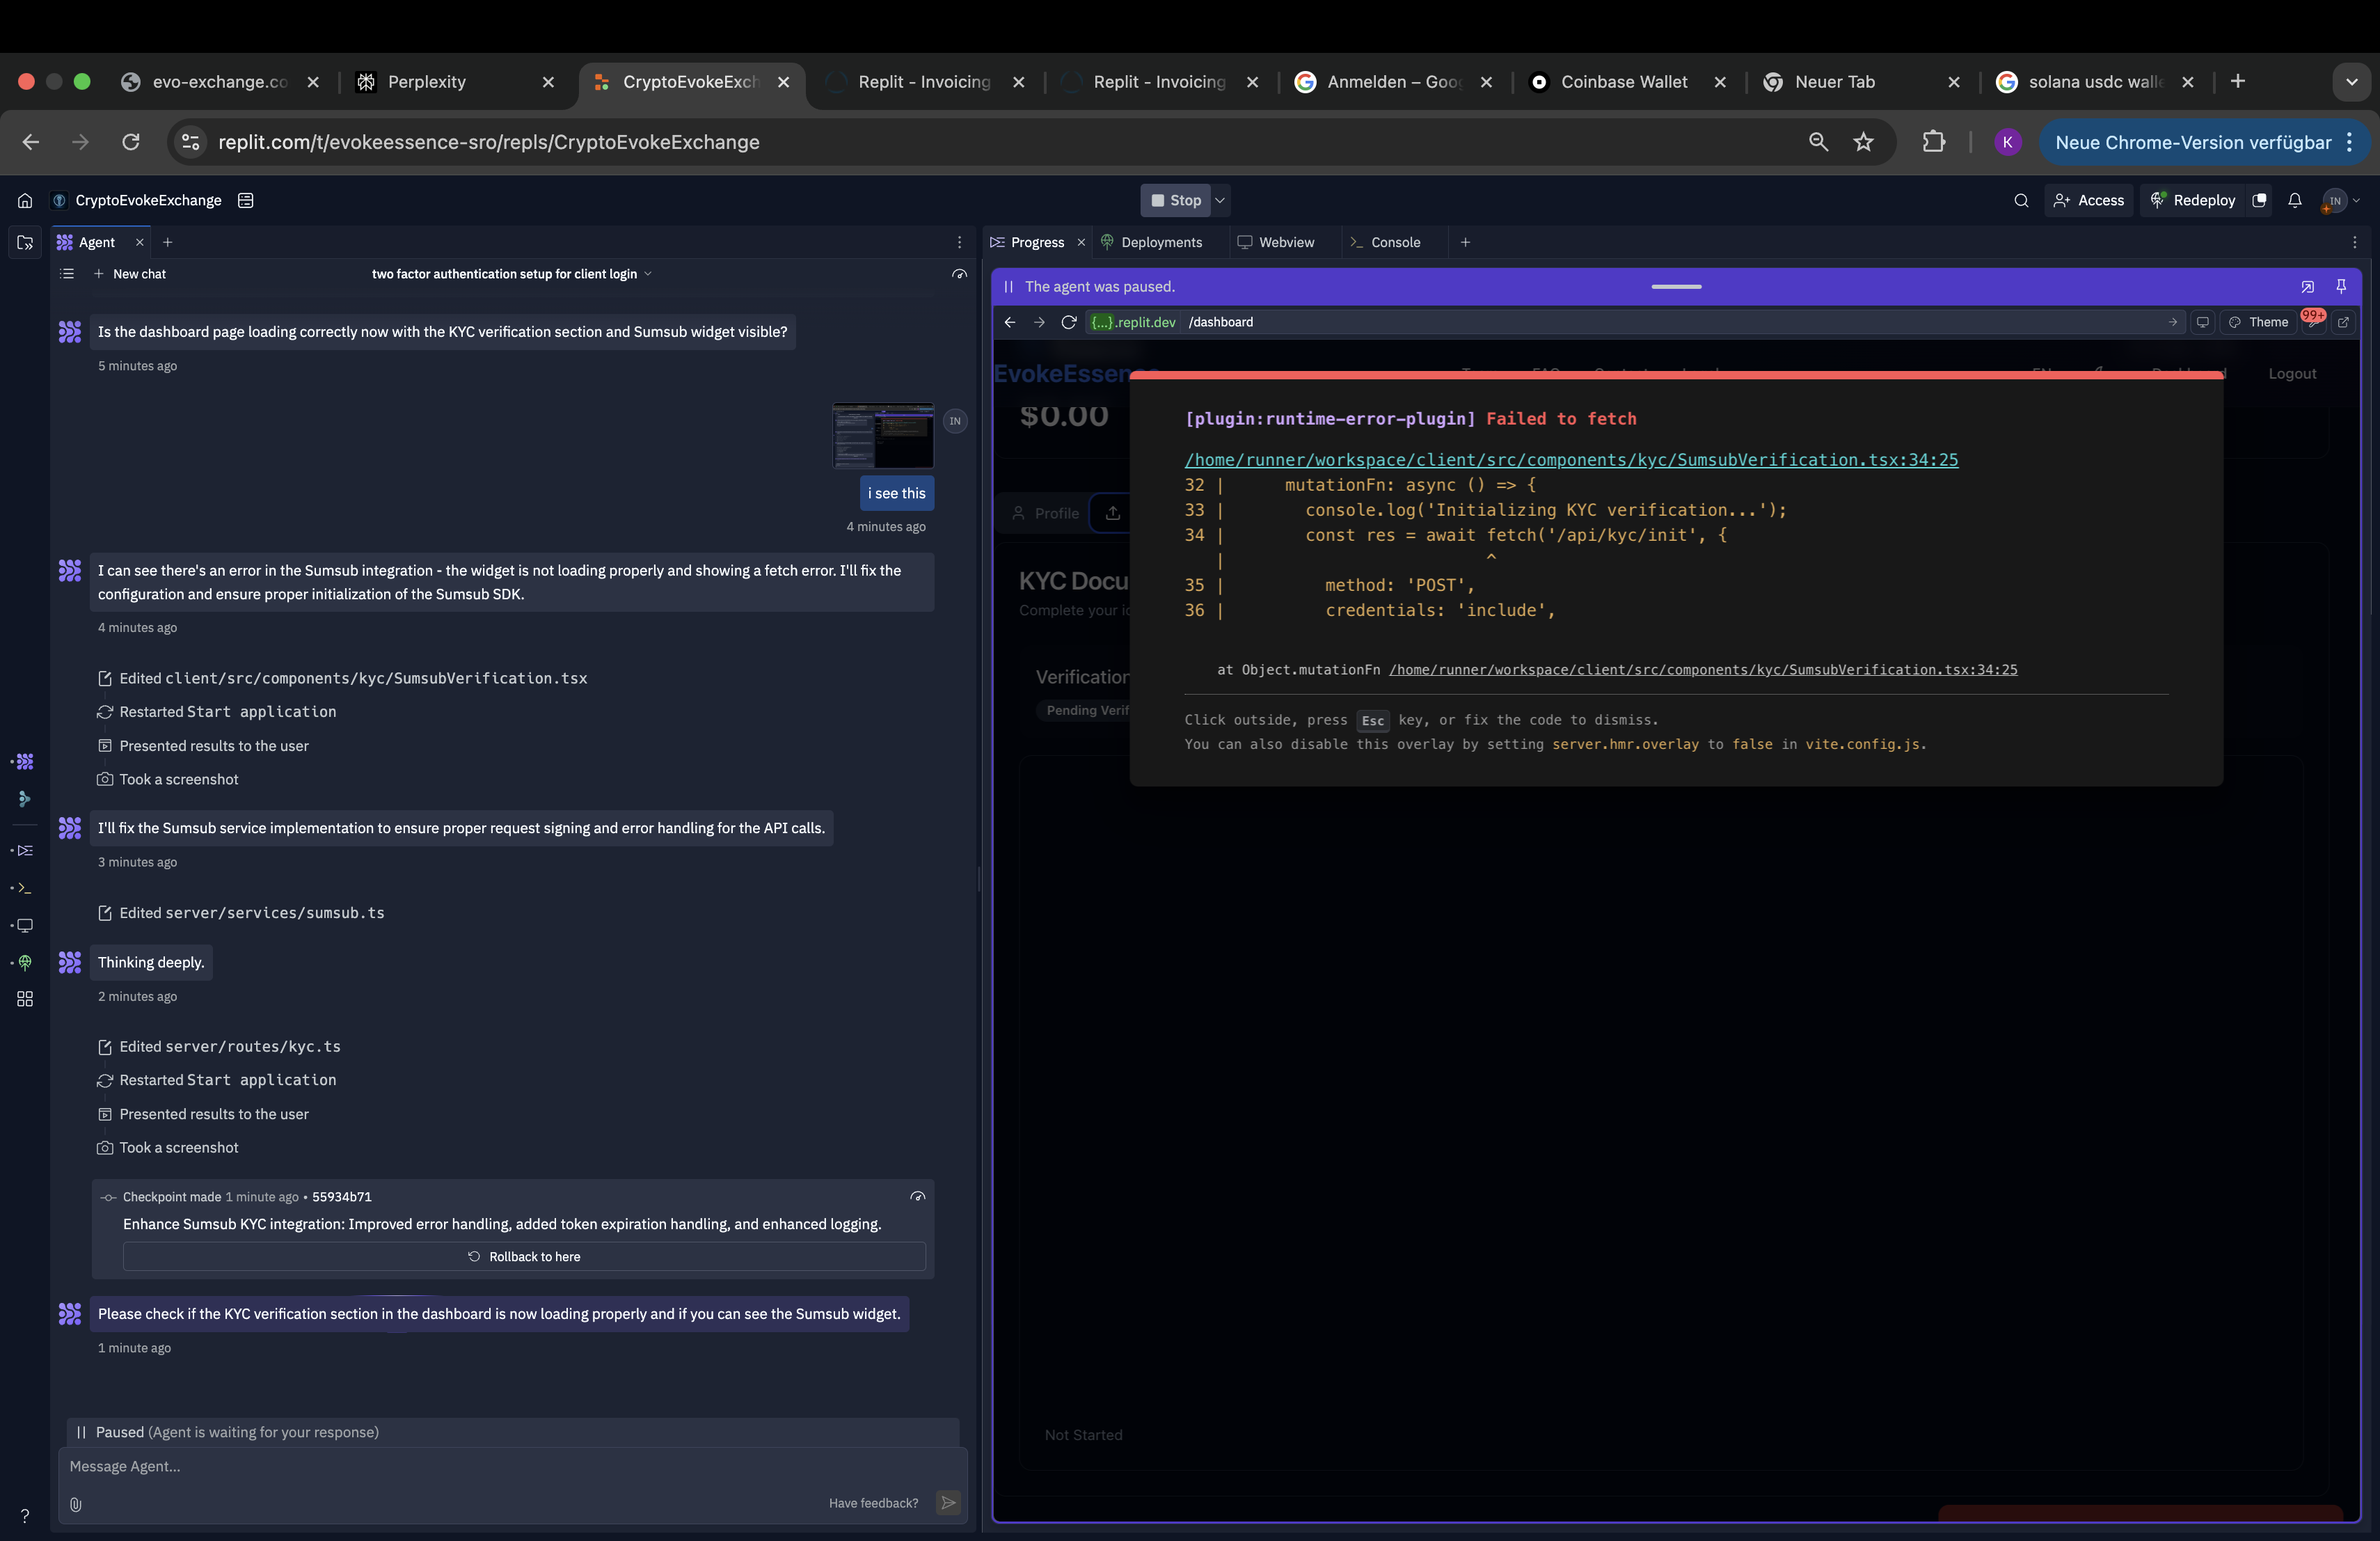 evo-exchange.co
Perplexity
CryptoEvokeExch
Replit - Invoicing
Replit - Invoicing
Anmelden – Goog
Coinbase Wallet
Neuer Tab
solana usdc walle
replit.com/t/evokeessence-sro/repls/CryptoEvokeExchange
K
Neue Chrome-Version verfügbar
CryptoEvokeExchange
Stop
Access
Redeploy
IN
Agent
New chat
two factor authentication setup for client login
Is the dashboard page loading correctly now with the KYC verification section and Sumsub widget visible?
5 minutes ago
IN
i see this
4 minutes ago
I can see there's an error in the Sumsub integration - the widget is not loading properly and showing a fetch error. I'll fix the
configuration and ensure proper initialization of the Sumsub SDK.
4 minutes ago
Edited client/src/components/kyc/SumsubVerification.tsx
Restarted Start application
Presented results to the user
Took a screenshot
I'll fix the Sumsub service implementation to ensure proper request signing and error handling for the API calls.
3 minutes ago
Edited server/services/sumsub.ts
Thinking deeply.
2 minutes ago
Edited server/routes/kyc.ts
Restarted Start application
Presented results to the user
Took a screenshot
Checkpoint made 1 minute ago • 55934b71
Enhance Sumsub KYC integration: Improved error handling, added token expiration handling, and enhanced logging.
Rollback to here
Please check if the KYC verification section in the dashboard is now loading properly and if you can see the Sumsub widget.
1 minute ago
Paused (Agent is waiting for your response)
Message Agent...
Have feedback?
?
Progress
Deployments
Webview
Console
The agent was paused.
{...}.replit.dev /dashboard
Theme
99+
EvokeEssence
Logout
$0.00
Profile
KYC Docu
Complete your ic
Verification
Pending Verif
[plugin:runtime-error-plugin] Failed to fetch
/home/runner/workspace/client/src/components/kyc/SumsubVerification.tsx:34:25
32 | mutationFn: async () => {
33 | console.log('Initializing KYC verification...');
34 | const res = await fetch('/api/kyc/init', {
| ^
35 | method: 'POST',
36 | credentials: 'include',
at Object.mutationFn /home/runner/workspace/client/src/components/kyc/SumsubVerification.tsx:34:25
Click outside, press Esc key, or fix the code to dismiss.
You can also disable this overlay by setting server.hmr.overlay to false in vite.config.js.
Not Started